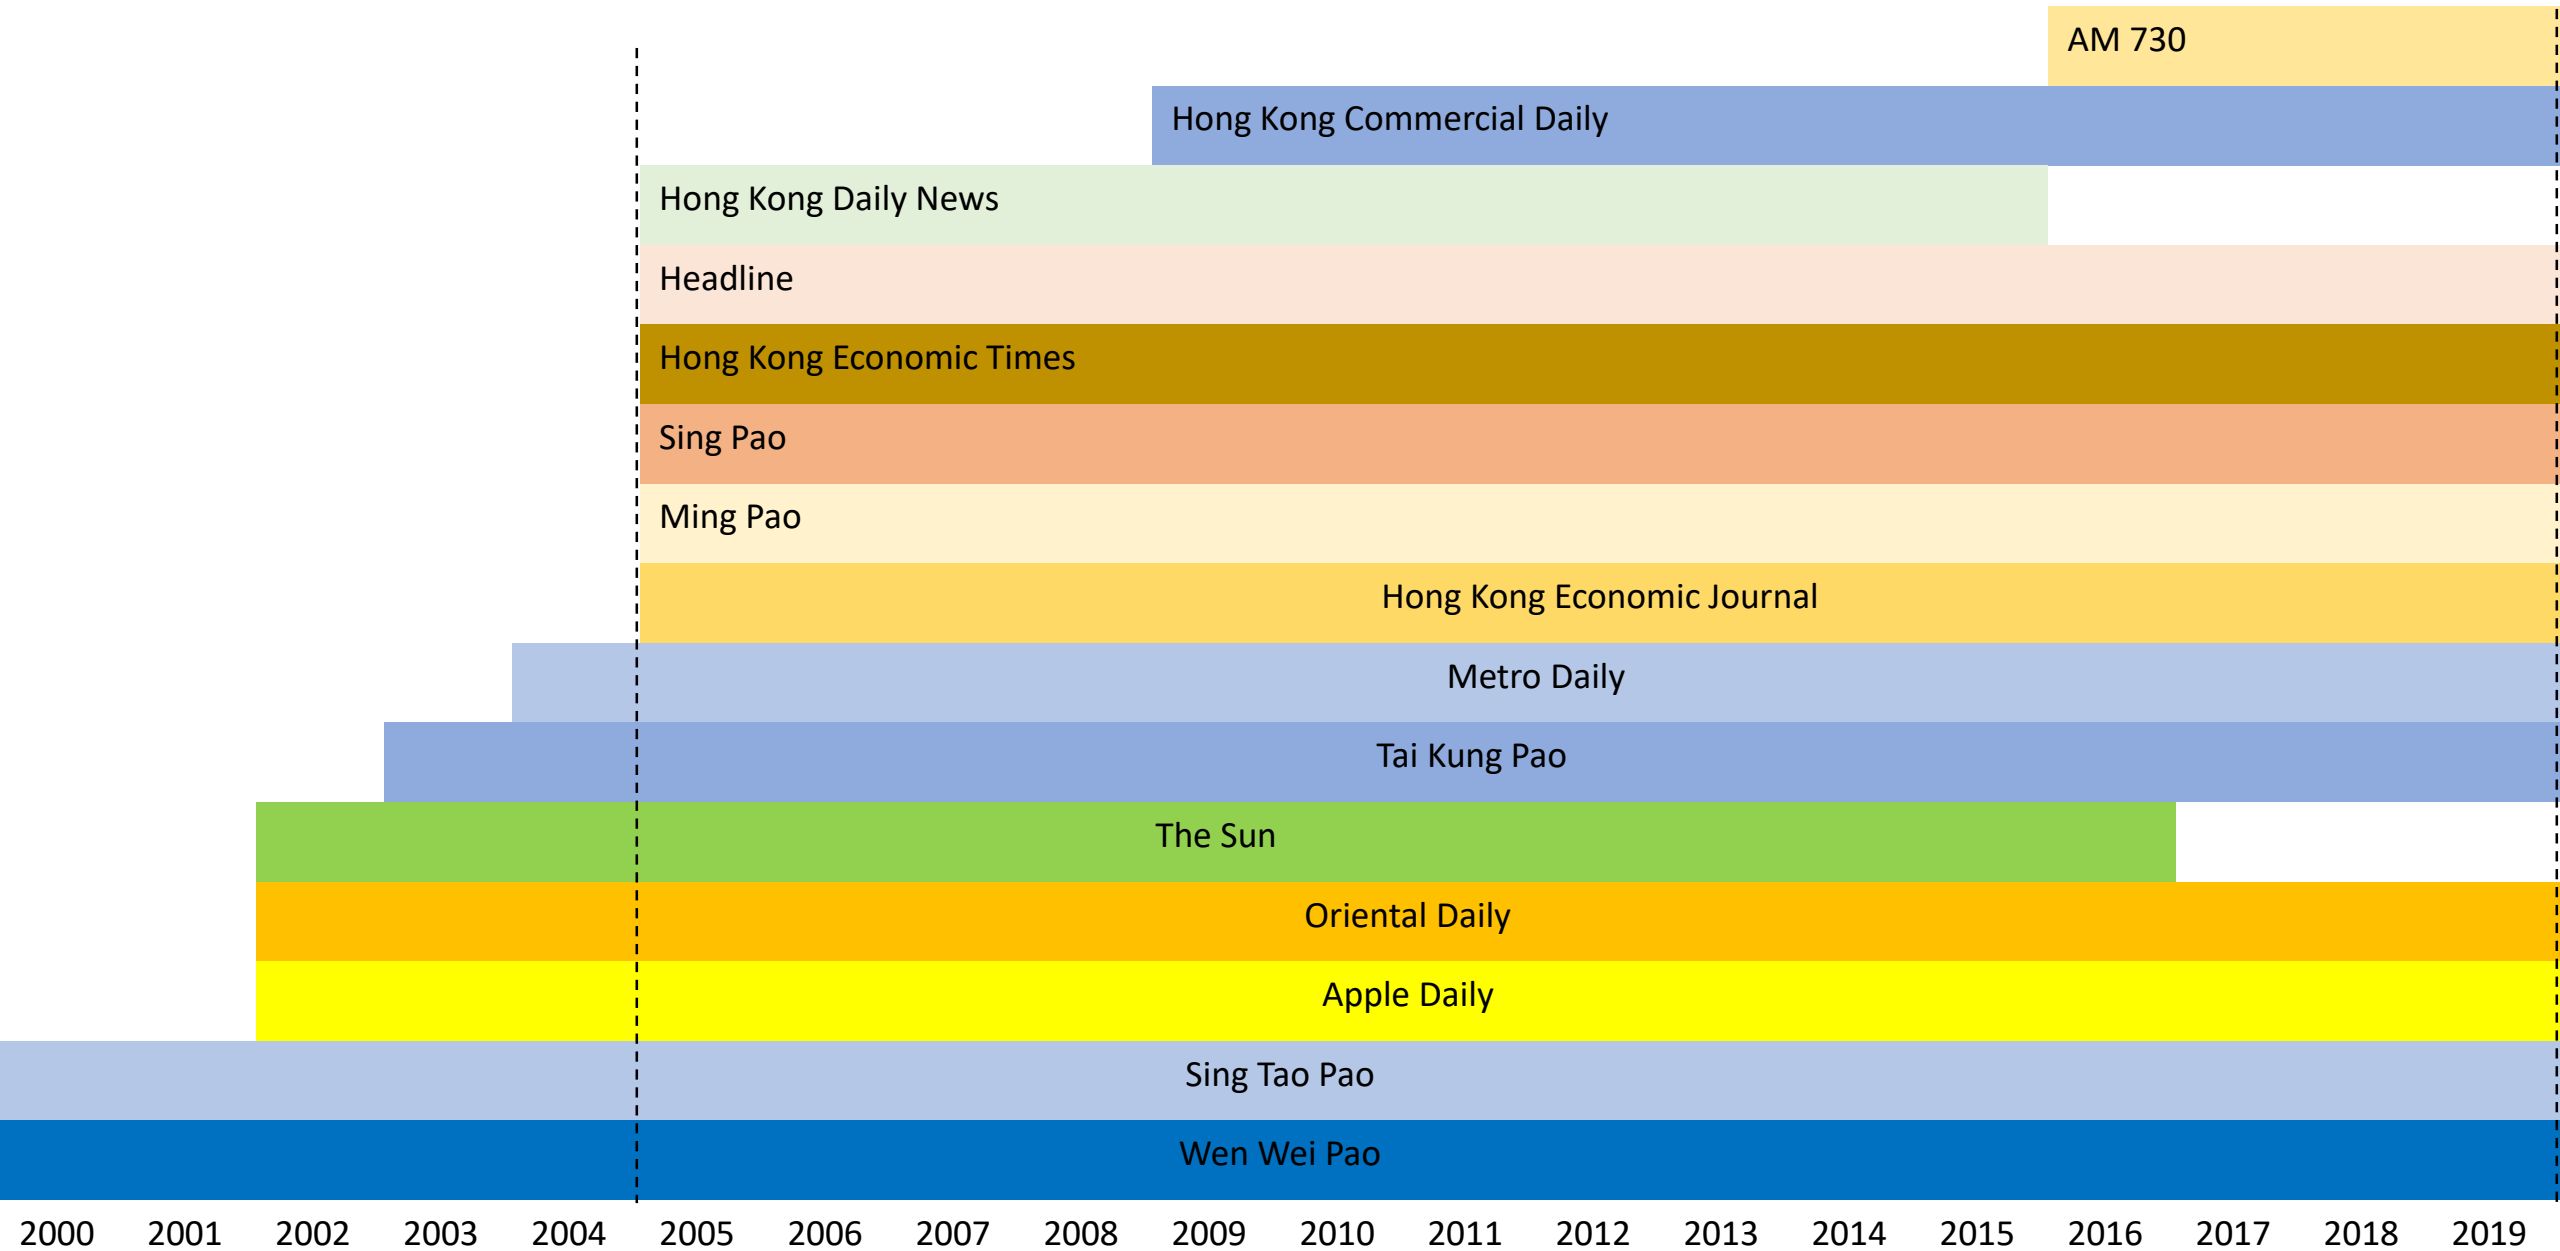 AM 730
Hong Kong Commercial Daily
Hong Kong Daily News
Headline
Hong Kong Economic Times
Sing Pao
Ming Pao
Hong Kong Economic Journal
Metro Daily
Tai Kung Pao
The Sun
Oriental Daily
Apple Daily
Sing Tao Pao
Wen Wei Pao
2000 2001 2002 2003 2004 2005 2006 2007 2008 2009 2010 2011 2012 2013 2014 2015 2016 2017 2018 2019